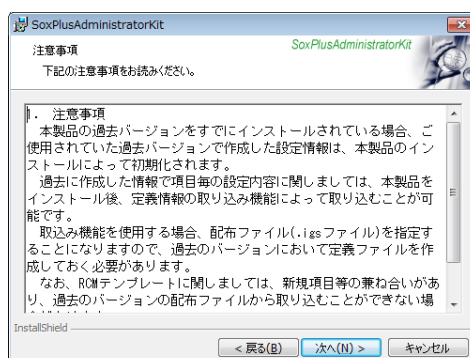 SoxPlusAdministratorKit
注意事項
SoxPlusAdministratorKit
下記の注意事項をお読みください。
1. 注意事項
本製品の過去バージョンをすでにインストールされている場合、ご
使用されていた過去バージョンで作成した設定情報は、本製品のイン
ストールによって初期化されます。
過去に作成した情報で項目毎の設定内容に関しましては、本製品を
インストール後、定義情報の取り込み機能によって取り込むことが可
能です。
取込み機能を使用する場合、配布ファイル(.igsファイル)を指定す
ることになりますので、過去のバージョンにおいて定義ファイルを作
成しておく必要があります。
なお、RCMテンプレートに関しましては、新規項目等の兼ね合いがあ
り、過去のバージョンの配布ファイルから取り込むことができない場
InstallShield
< 戻る(B)
次へ(N) >
キャンセル